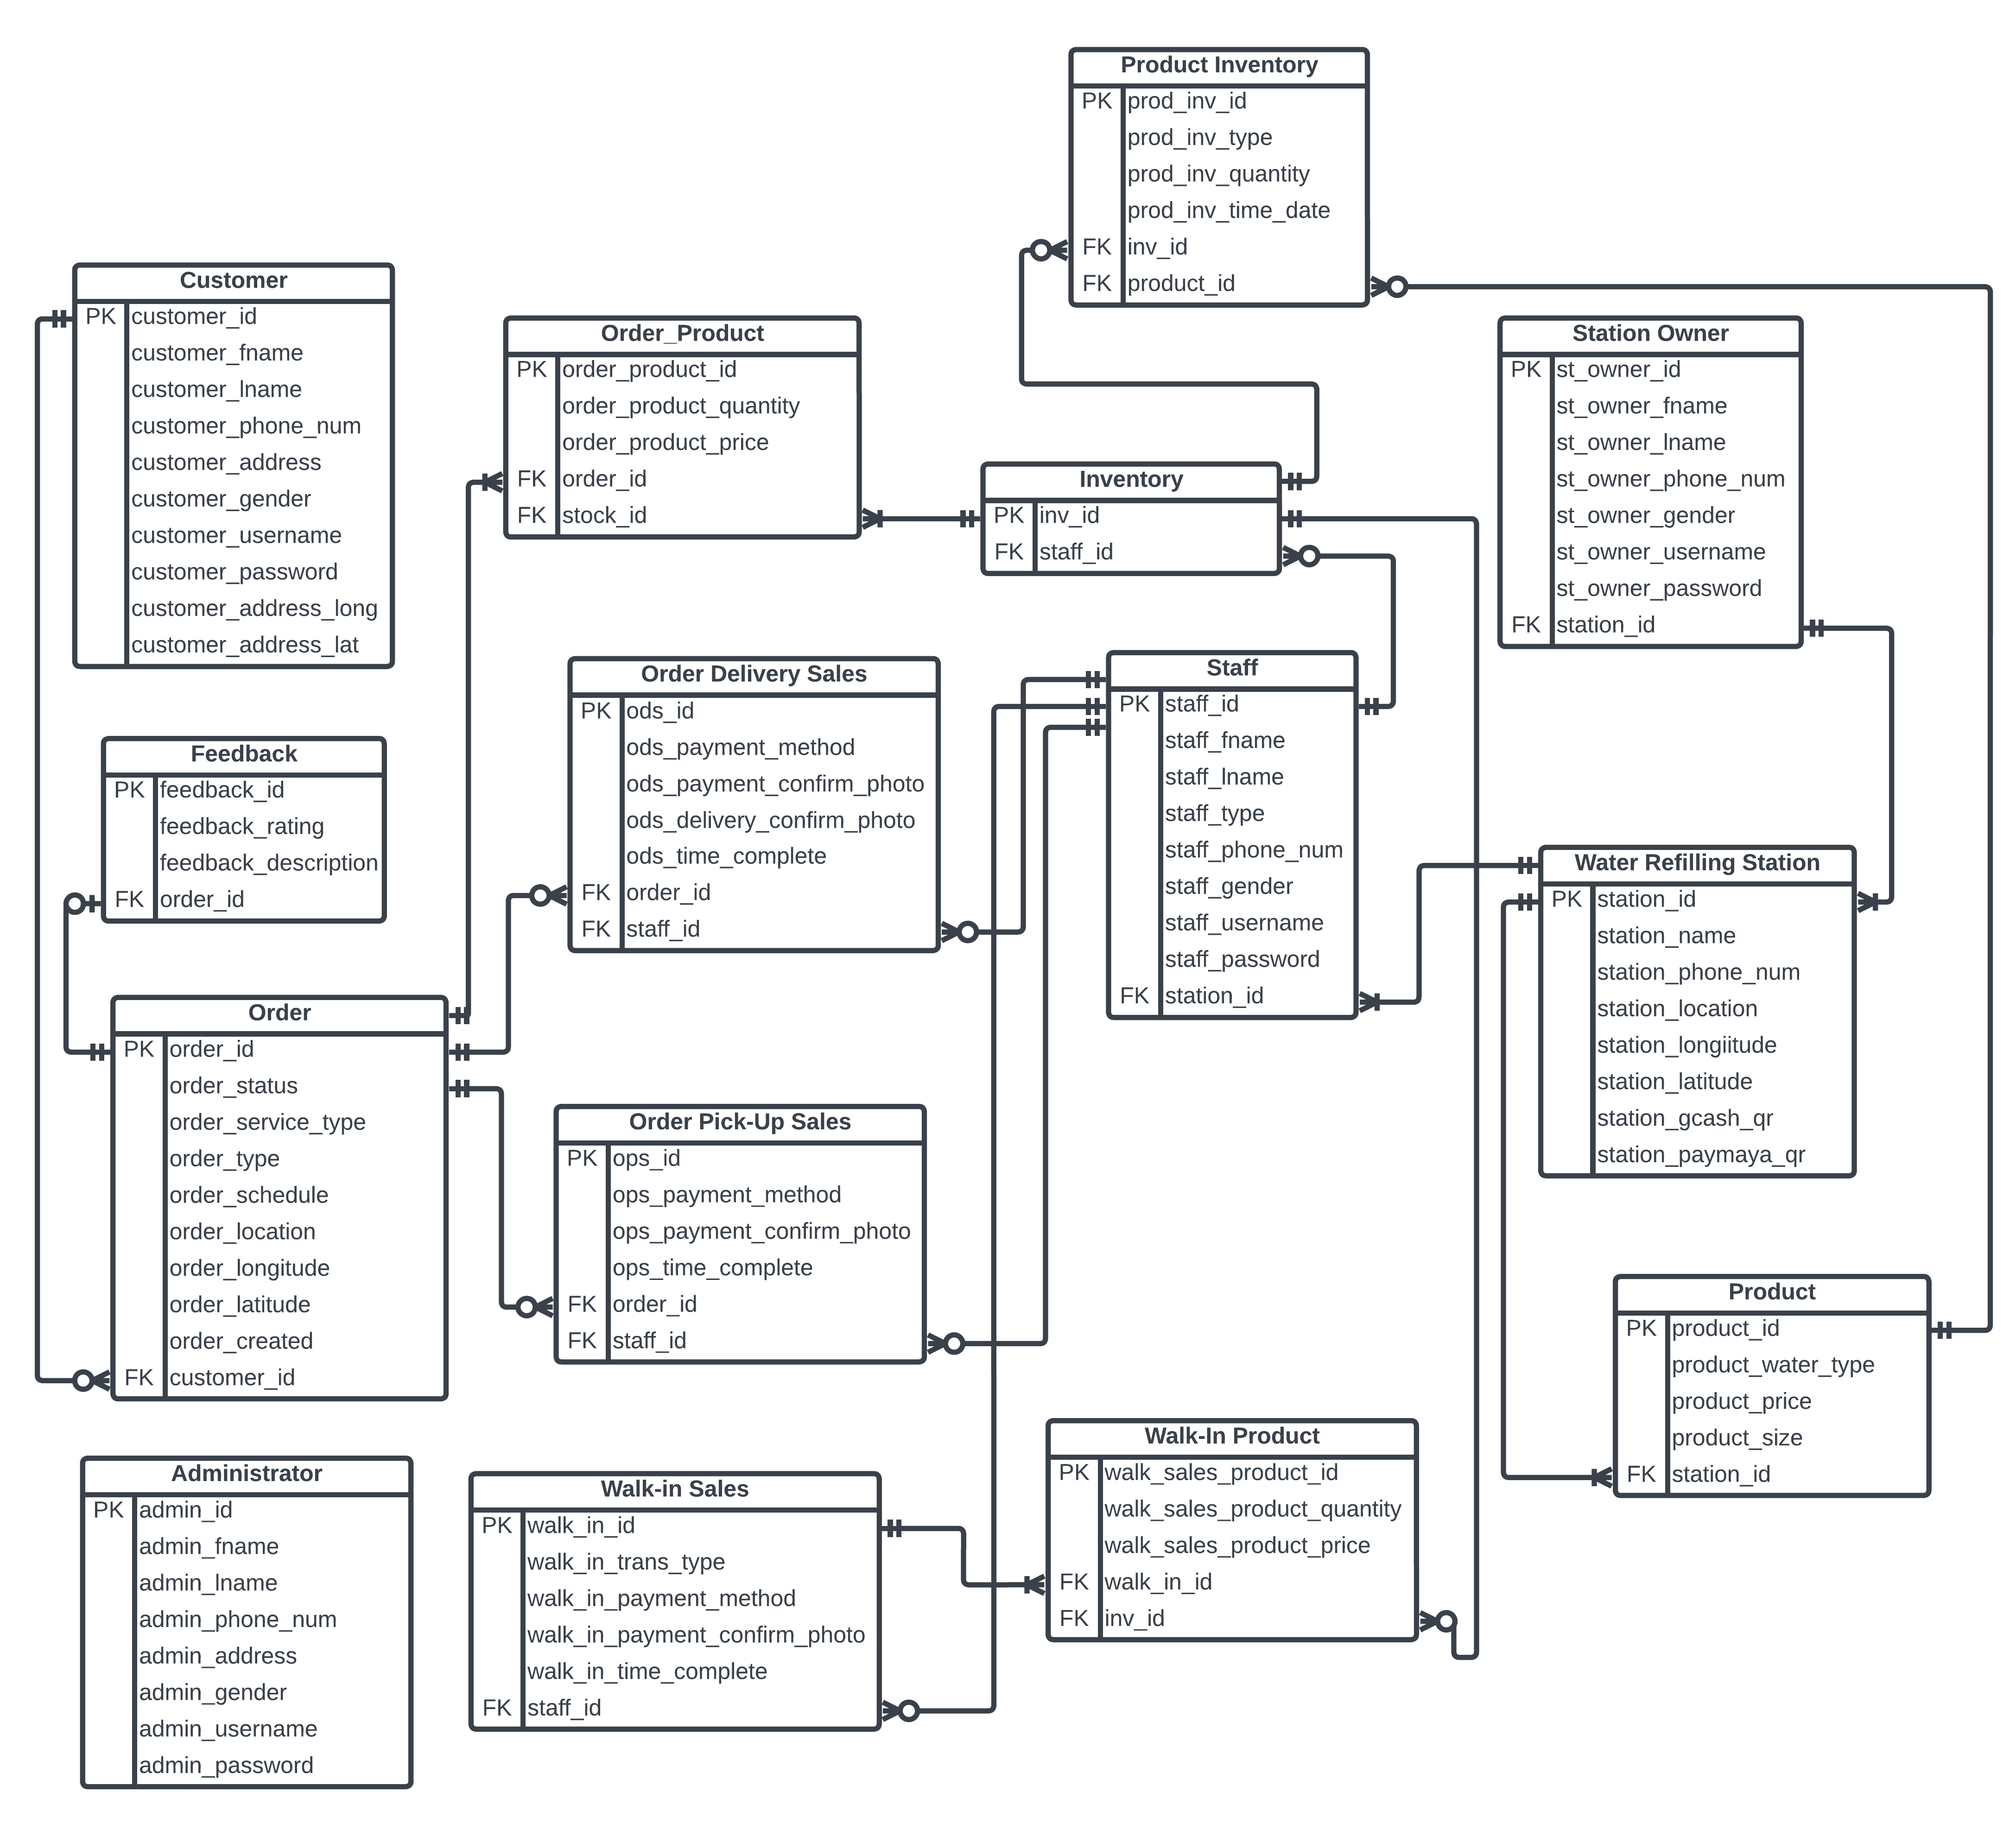 Product Inventory
PK prod_inv_id
prod_inv_type
prod_inv_quantity
prod_inv_time_date
FK inv_id
FK product_id
Customer
PK customer_id
customer_fname
customer_lname
customer_phone_num
customer_address
customer_gender
customer_username
customer_password
customer_address_long
customer_address_lat
Order_Product
PK order_product_id
order_product_quantity
order_product_price
FK order_id
FK stock_id
Inventory
PK inv_id
FK staff_id
Station Owner
PK st_owner_id
st_owner_fname
st_owner_lname
st_owner_phone_num
st_owner_gender
st_owner_username
st_owner_password
FK station_id
Feedback
PK feedback_id
feedback_rating
feedback_description
FK order_id
Order Delivery Sales
PK ods_id
ods_payment_method
ods_payment_confirm_photo
ods_delivery_confirm_photo
ods_time_complete
FK order_id
FK staff_id
Staff
PK staff_id
staff_fname
staff_lname
staff_type
staff_phone_num
staff_gender
staff_username
staff_password
FK station_id
Water Refilling Station
PK station_id
station_name
station_phone_num
station_location
station_longiitude
station_latitude
station_gcash_qr
station_paymaya_qr
Order
PK order_id
order_status
order_service_type
order_type
order_schedule
order_location
order_longitude
order_latitude
order_created
FK customer_id
Order Pick-Up Sales
PK ops_id
ops_payment_method
ops_payment_confirm_photo
ops_time_complete
FK order_id
FK staff_id
Product
PK product_id
product_water_type
product_price
product_size
FK station_id
Administrator
PK admin_id
admin_fname
admin_lname
admin_phone_num
admin_address
admin_gender
admin_username
admin_password
Walk-in Sales
PK walk_in_id
walk_in_trans_type
walk_in_payment_method
walk_in_payment_confirm_photo
walk_in_time_complete
FK staff_id
Walk-In Product
PK walk_sales_product_id
walk_sales_product_quantity
walk_sales_product_price
FK walk_in_id
FK inv_id